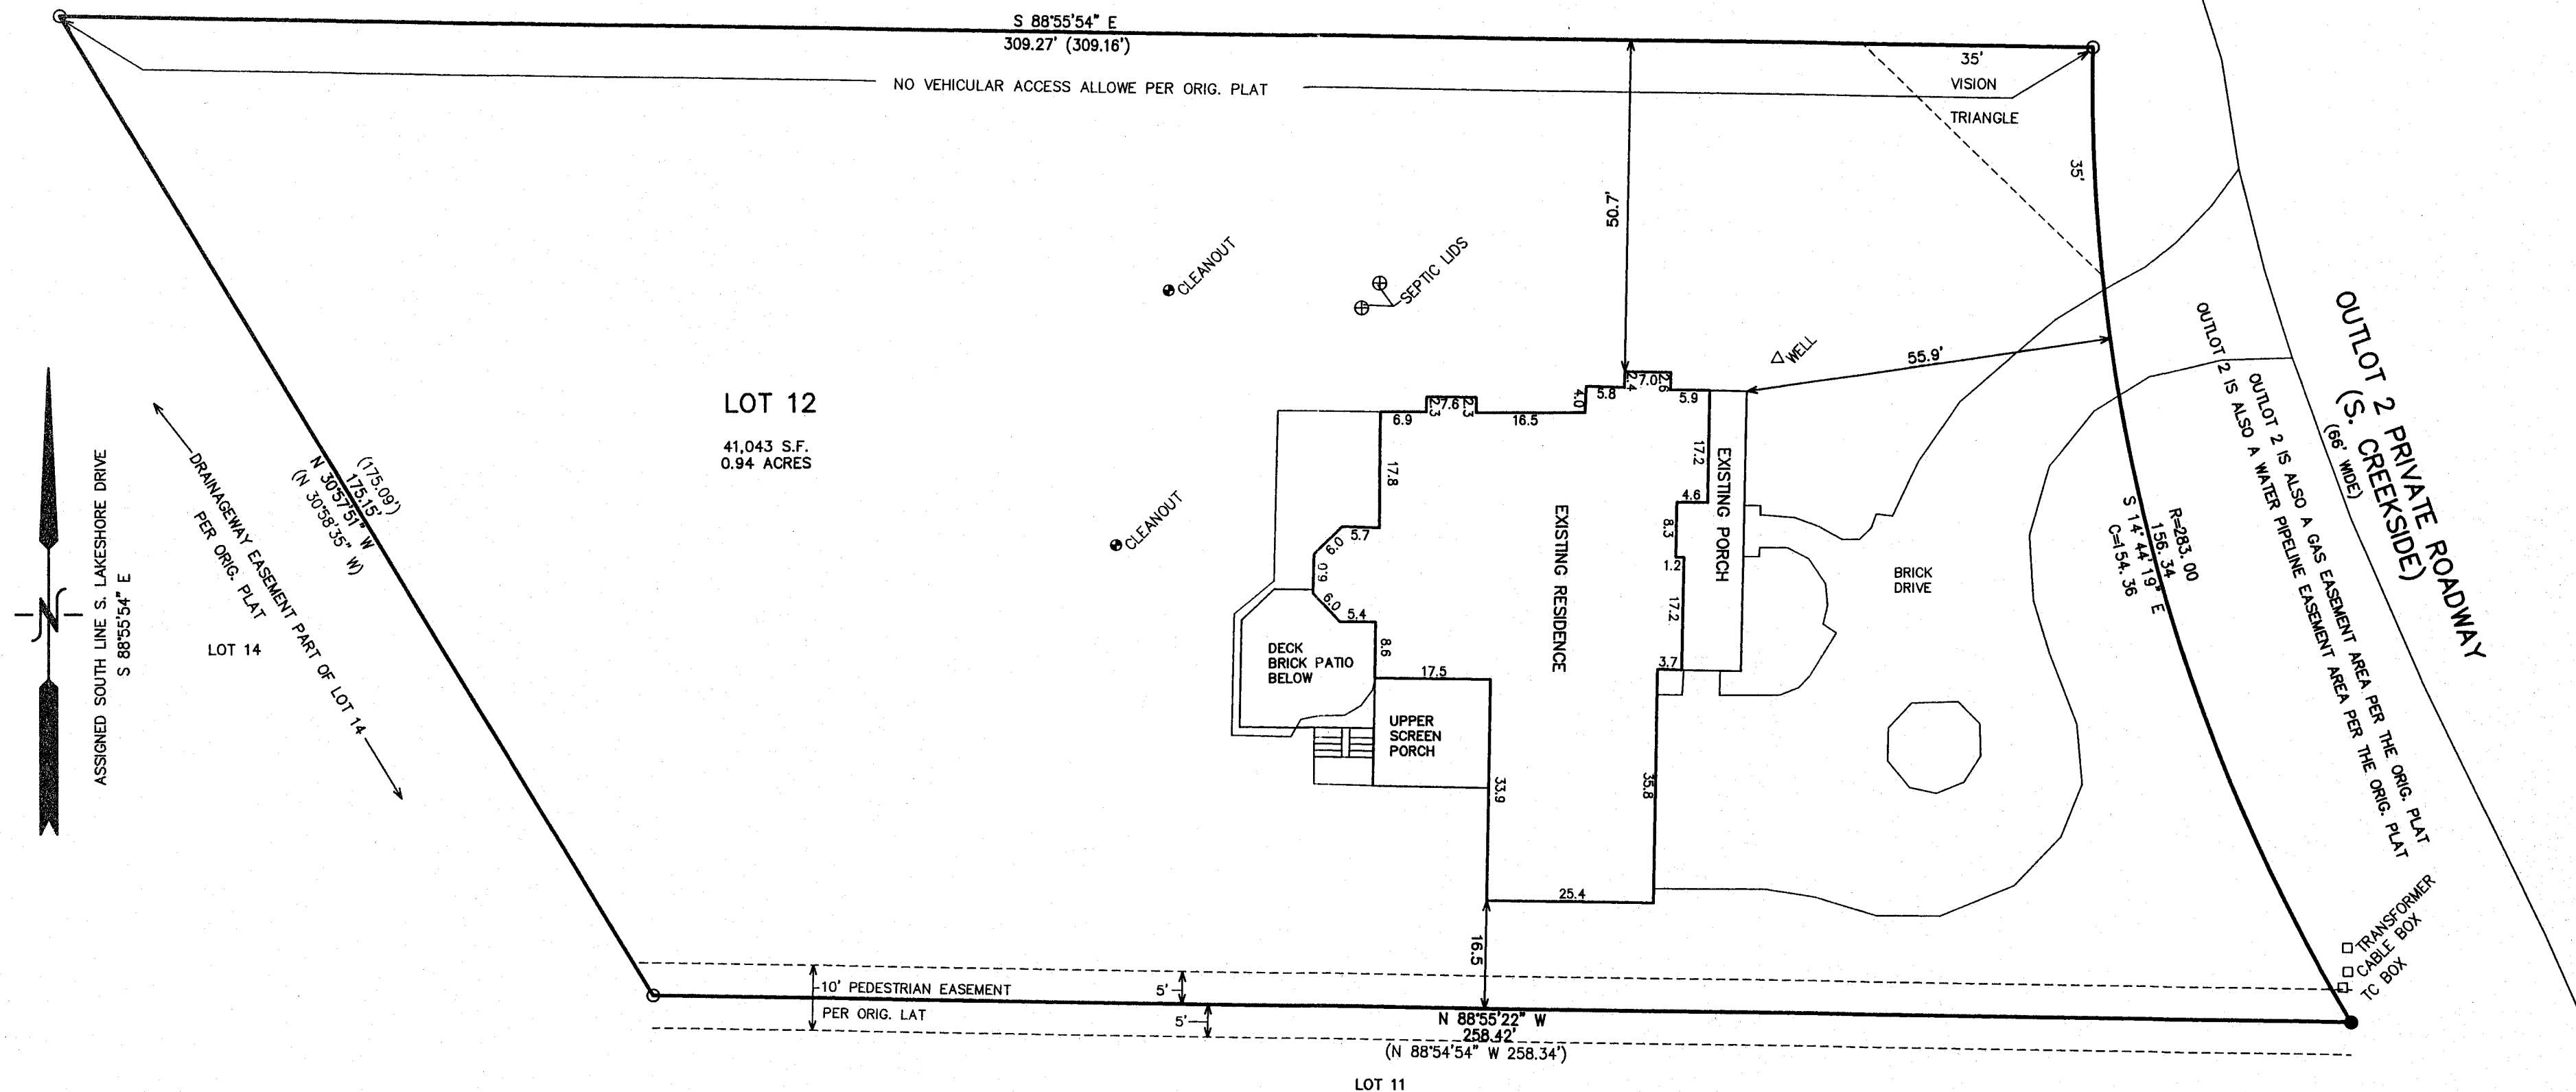 S 88°55'54" E
309.27' (309.16')
NO VEHICULAR ACCESS ALLOWE PER ORIG. PLAT
35'
VISION
TRIANGLE
35'
50.7'
CLEANOUT
SEPTIC LIDS
WELL
55.9'
LOT 12
41,043 S.F.
0.94 ACRES
6.9
2.3
7.6
2.3
16.5
4.0
5.8
2.4
7.0
2.6
5.9
17.8
17.2
4.6
8.3
1.2
17.2
3.7
EXISTING PORCH
EXISTING RESIDENCE
5.7
6.0
6.0
6.0
5.4
8.6
17.5
33.9
35.8
25.4
16.5
CLEANOUT
DECK
BRICK PATIO
BELOW
UPPER
SCREEN
PORCH
BRICK
DRIVE
OUTLOT 2 PRIVATE ROADWAY
(S. CREEKSIDE)
(66' WIDE)
OUTLOT 2 IS ALSO A GAS EASEMENT AREA PER THE ORIG. PLAT
OUTLOT 2 IS ALSO A WATER PIPELINE EASEMENT AREA PER THE ORIG. PLAT
R=283.00
156.34
S 14°44'19" E
C=154.36
TRANSFORMER
CABLE BOX
TC BOX
(175.09')
175.15'
N 30°57'51" W
(N 30°58'35" W)
DRAINAGEWAY EASEMENT PART OF LOT 14
PER ORIG. PLAT
LOT 14
N
ASSIGNED SOUTH LINE S. LAKESHORE DRIVE
S 88°55'54" E
10' PEDESTRIAN EASEMENT
PER ORIG. LAT
5'
5'
N 88°55'22" W
258.42'
(N 88°54'54" W 258.34')
LOT 11